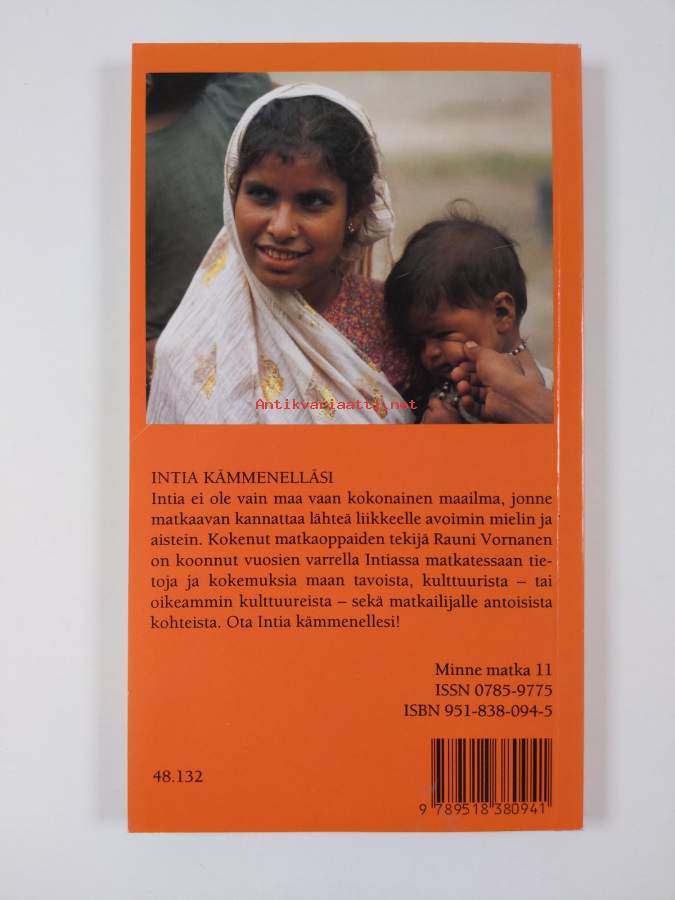 Antikvariaatti.net
INTIA KÄMMENELLÄSI
Intia ei ole vain maa vaan kokonainen maailma, jonne
matkaavan kannattaa lähteä liikkeelle avoimin mielin ja
aistein. Kokenut matkaoppaiden tekijä Rauni Vornanen
on koonnut vuosien varrella Intiassa matkatessaan tie-
toja ja kokemuksia maan tavoista, kulttuurista – tai
oikeammin kulttuureista – sekä matkailijalle antoisista
kohteista. Ota Intia kämmenellesi!
Minne matka 11
ISSN 0785-9775
ISBN 951-838-094-5
48.132
9 789518 380941